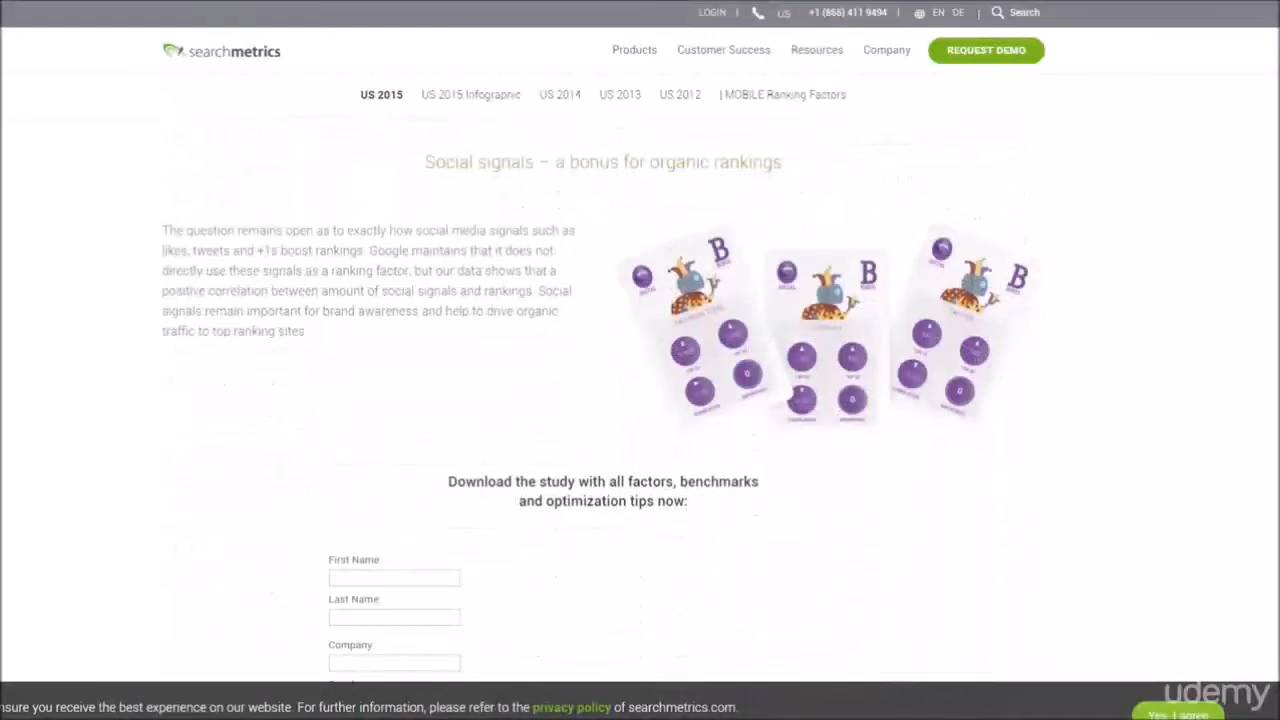 LOGIN | US +1 (866) 411 9494 | EN DE | Search
searchmetrics Products Customer Success Resources Company REQUEST DEMO
US 2015 US 2015 Infographic US 2014 US 2013 US 2012 | MOBILE Ranking Factors
Social signals – a bonus for organic rankings
The question remains open as to exactly how social media signals such as
likes, tweets and +1s boost rankings. Google maintains that it does not
directly use these signals as a ranking factor, but our data shows that a
positive correlation between amount of social signals and rankings. Social
signals remain important for brand awareness and help to drive organic
traffic to top ranking sites
B
B
B
Download the study with all factors, benchmarks
and optimization tips now:
First Name
Last Name
Company
nsure you receive the best experience on our website. For further information, please refer to the privacy policy of searchmetrics.com.
Yes, I agree
udemy